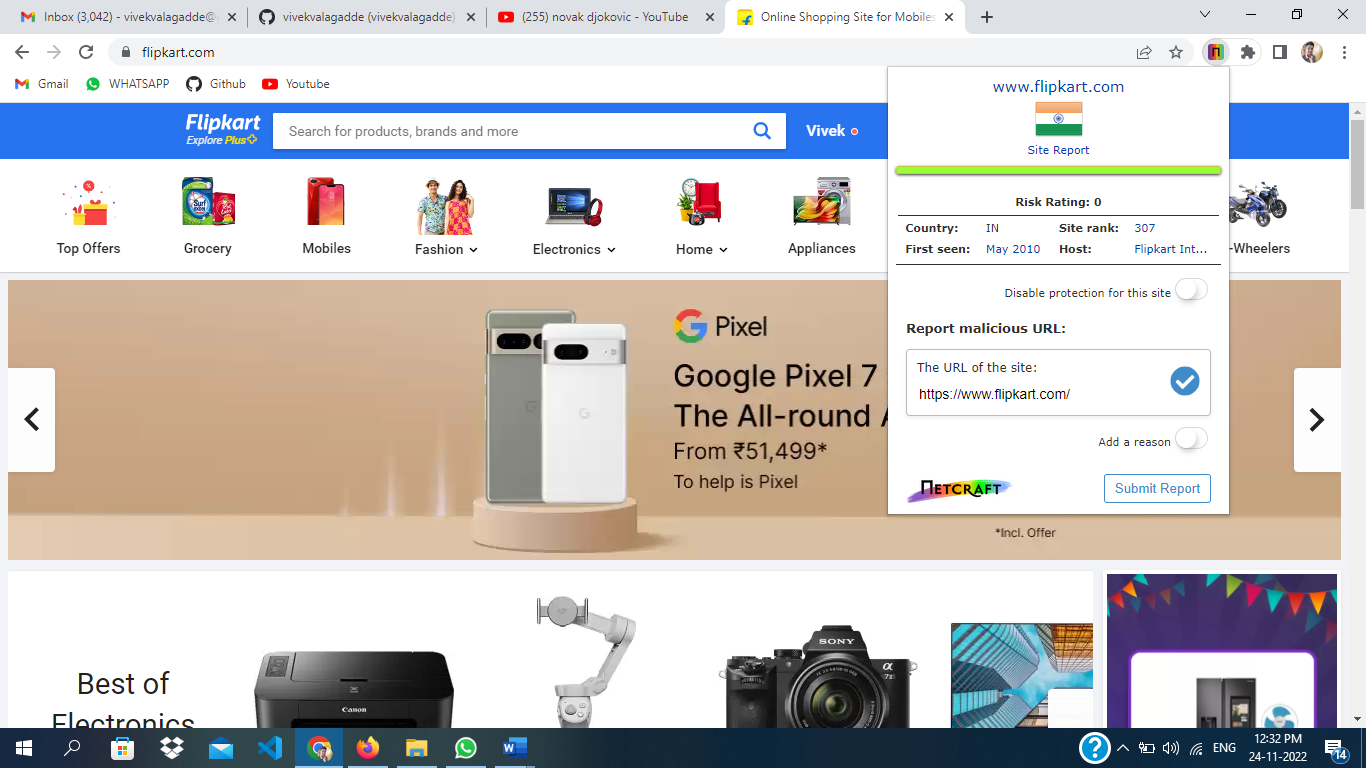 Inbox (3,042) - vivekvalagadde@
vivekvalagadde (vivekvalagadde)
(255) novak djokovic - YouTube
Online Shopping Site for Mobiles
flipkart.com
Gmail
WHATSAPP
Github
Youtube
Flipkart
Explore Plus
Search for products, brands and more
Vivek
Top Offers
Grocery
Mobiles
Fashion
Electronics
Home
Appliances
-Wheelers
www.flipkart.com
Site Report
Risk Rating: 0
Country: IN Site rank: 307
First seen: May 2010 Host: Flipkart Int...
Disable protection for this site
Report malicious URL:
The URL of the site:
https://www.flipkart.com/
Add a reason
NETCRAFT
Submit Report
Google Pixel
Google Pixel 7
The All-round
From ₹51,499*
To help is Pixel
*Incl. Offer
Best of
Electronics
Canon
SONY
α
7II
ENG
12:32 PM
24-11-2022
14